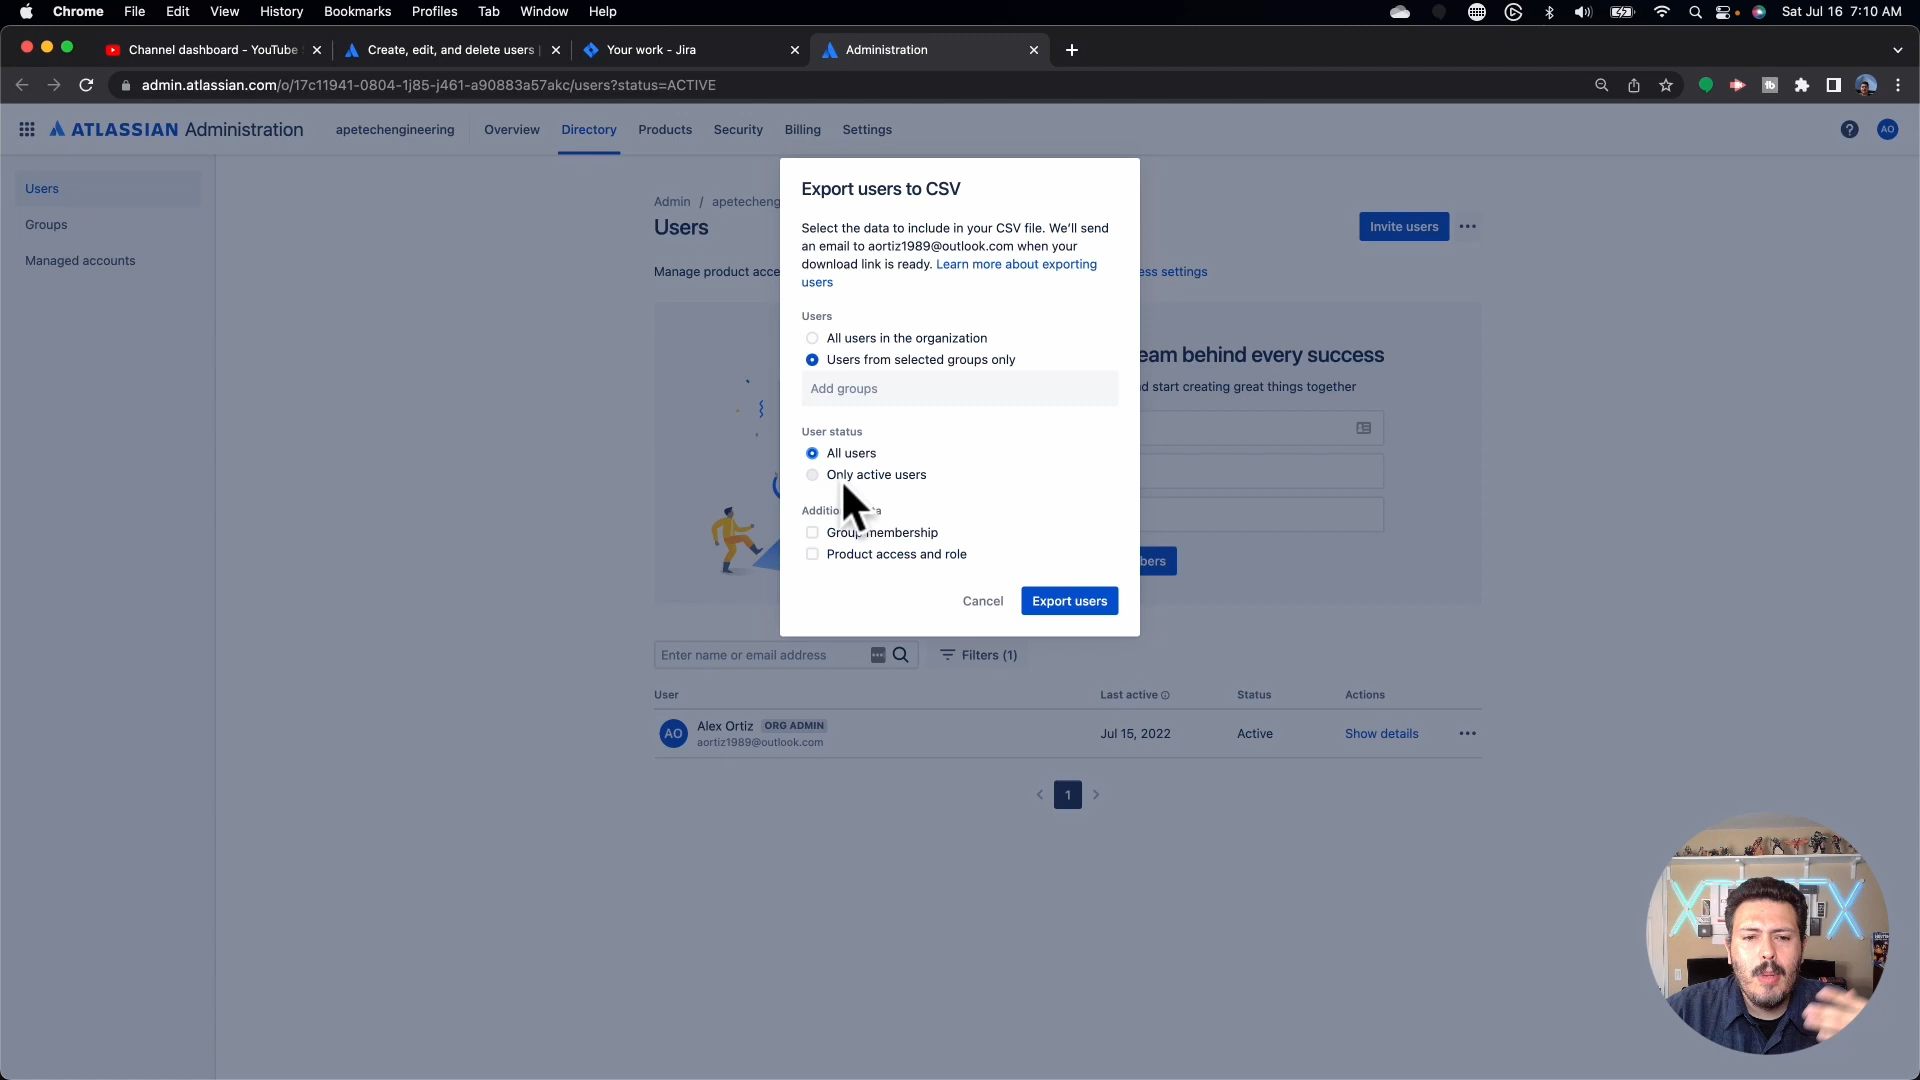 Chrome File Edit View History Bookmarks Profiles Tab Window Help Sat Jul 16 7:10 AM
Channel dashboard - YouTube Create, edit, and delete users Your work - Jira Administration
admin.atlassian.com/o/17c11941-0804-1j85-j461-a90883a57akc/users?status=ACTIVE
ATLASSIAN Administration apetechengineering Overview Directory Products Security Billing Settings AO
Users
Groups
Managed accounts
Admin / apetecheng
Users
Invite users
Manage product acce
ess settings
eam behind every success
d start creating great things together
bers
Export users to CSV
Select the data to include in your CSV file. We'll send
an email to aortiz1989@outlook.com when your
download link is ready. Learn more about exporting
users
Users
All users in the organization
Users from selected groups only
Add groups
User status
All users
Only active users
Additio a
Group membership
Product access and role
Cancel Export users
Enter name or email address Filters (1)
User Last active Status Actions
AO Alex Ortiz ORG ADMIN Jul 15, 2022 Active Show details
aortiz1989@outlook.com
1